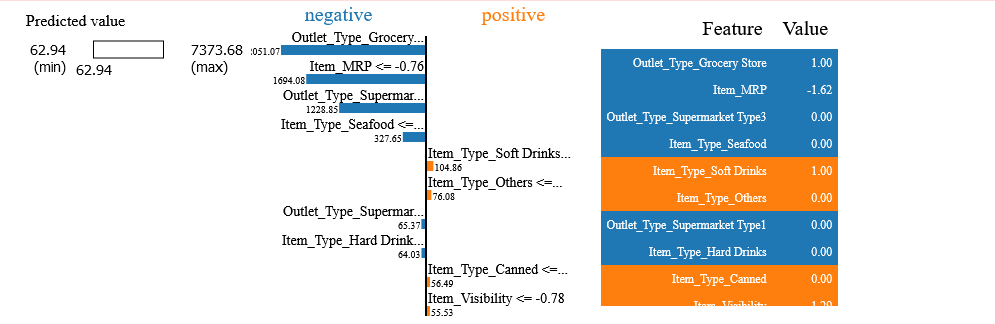 Predicted value
62.94
(min)
62.94
7373.68
(max)
negative
positive
Outlet_Type_Grocery...
051.07
Item_MRP <= -0.76
1694.08
Outlet_Type_Supermar...
1228.85
Item_Type_Seafood <=...
327.65
Item_Type_Soft Drinks...
104.86
Item_Type_Others <=...
76.08
Outlet_Type_Supermar...
65.37
Item_Type_Hard Drink...
64.03
Item_Type_Canned <=...
56.49
Item_Visibility <= -0.78
55.53
Feature Value
Outlet_Type_Grocery Store 1.00
Item_MRP -1.62
Outlet_Type_Supermarket Type3 0.00
Item_Type_Seafood 0.00
Item_Type_Soft Drinks 1.00
Item_Type_Others 0.00
Outlet_Type_Supermarket Type1 0.00
Item_Type_Hard Drinks 0.00
Item_Type_Canned 0.00
Item_Visibility